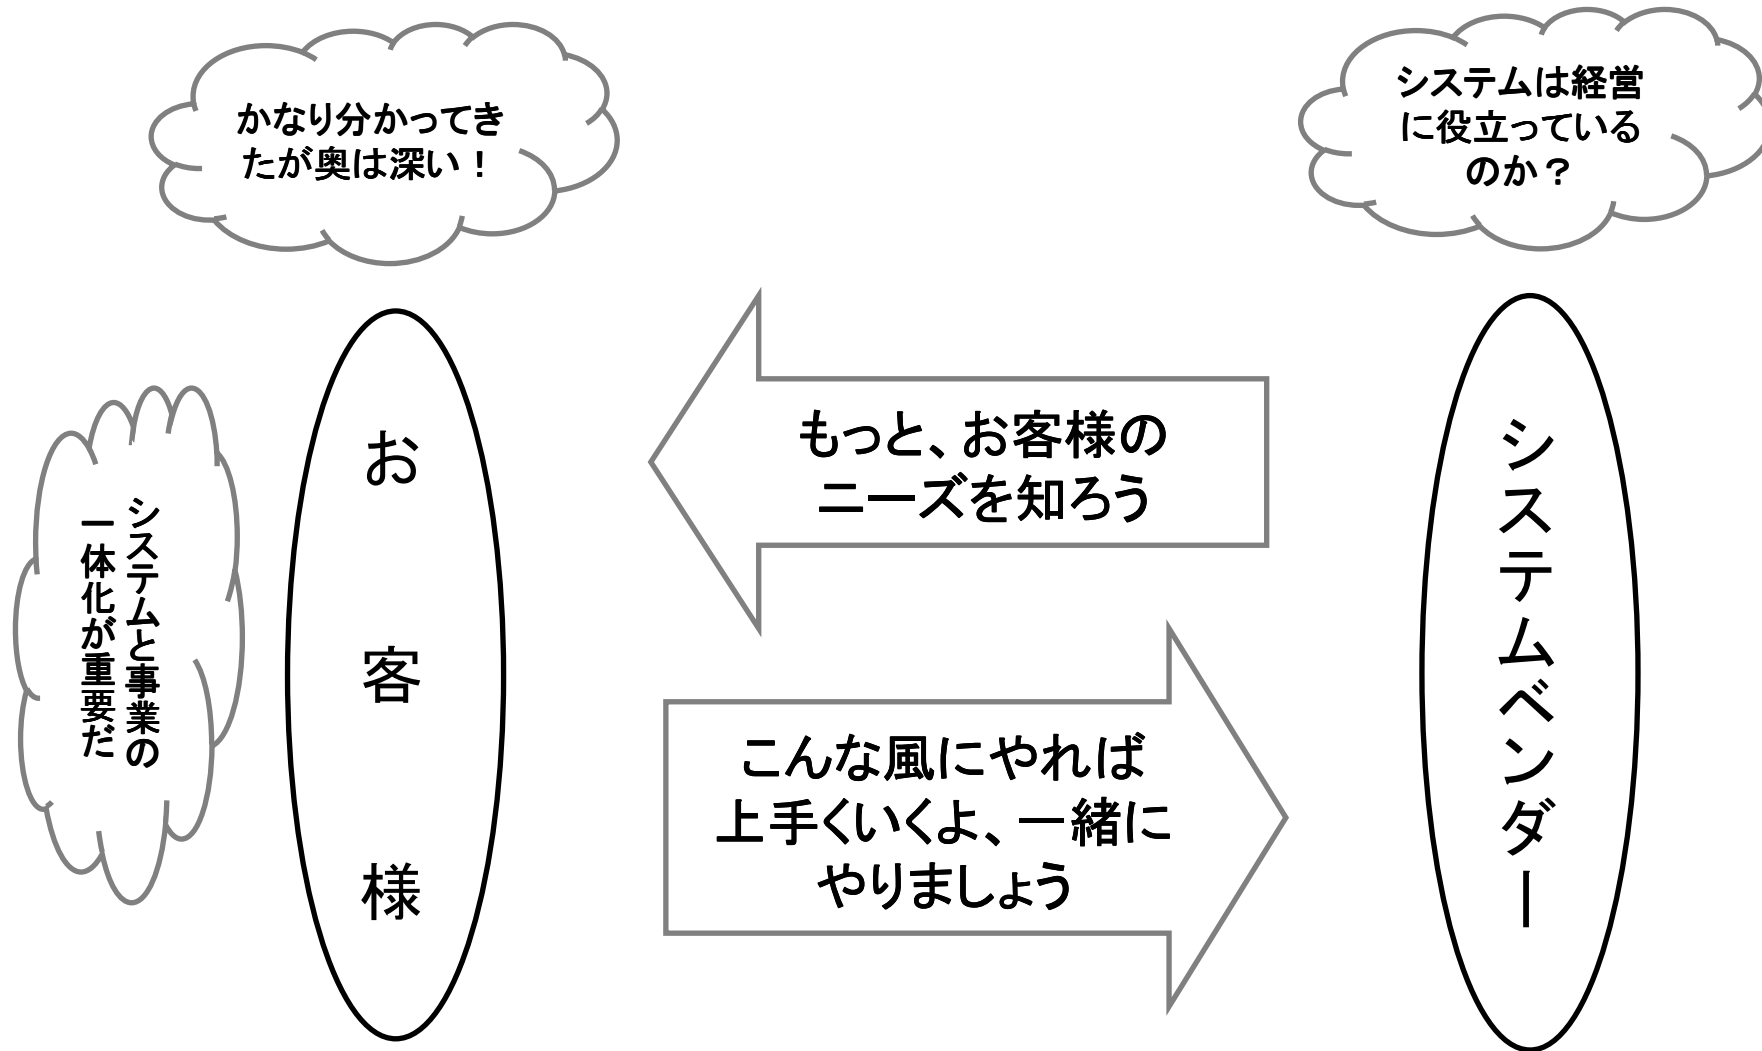 かなり分かってき
たが奥は深い！
システムは経営
に役立っている
のか？
システムと事業の
一体化が重要だ
お客様
もっと、お客様の
ニーズを知ろう
こんな風にやれば
上手くいくよ、一緒に
やりましょう
システムベンダー